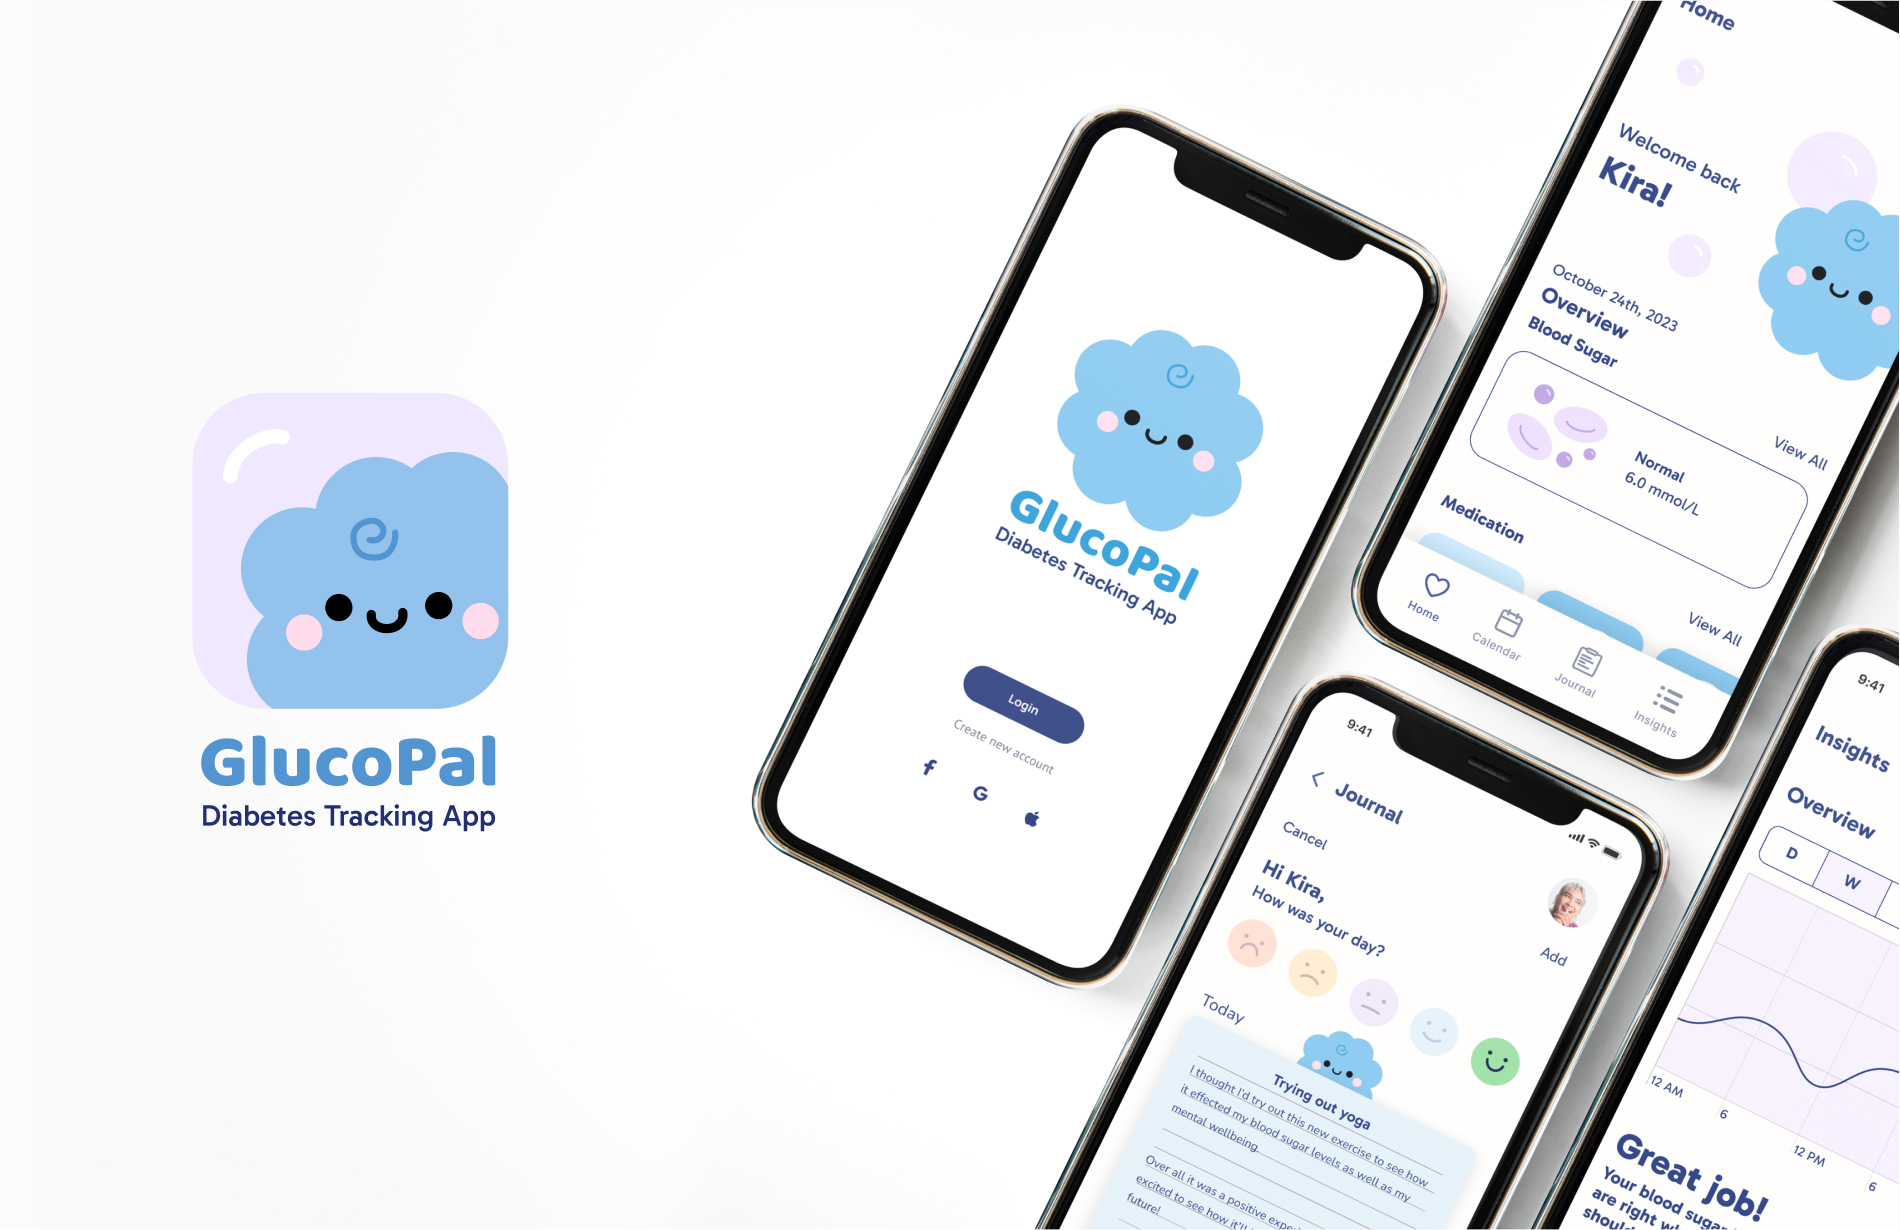 GlucoPal
Diabetes Tracking App
GlucoPal
Diabetes Tracking App
Login
Create new account
Home
Welcome back
Kira!
October 24th, 2023
Overview
Blood Sugar
View All
Normal
6.0 mmol/L
Medication
View All
Home
Calendar
Journal
Insights
9:41
Journal
Cancel
Hi Kira,
How was your day?
Add
Today
Trying out yoga
I thought I'd try out this new exercise to see how
it effected my blood sugar levels as well as my
mental wellbeing.
Over all it was a positive
excited to see how it'll
future!
9:41
Insights
Overview
D
W
12 AM
6
12 PM
6
Great job!
Your blood sugar
are right